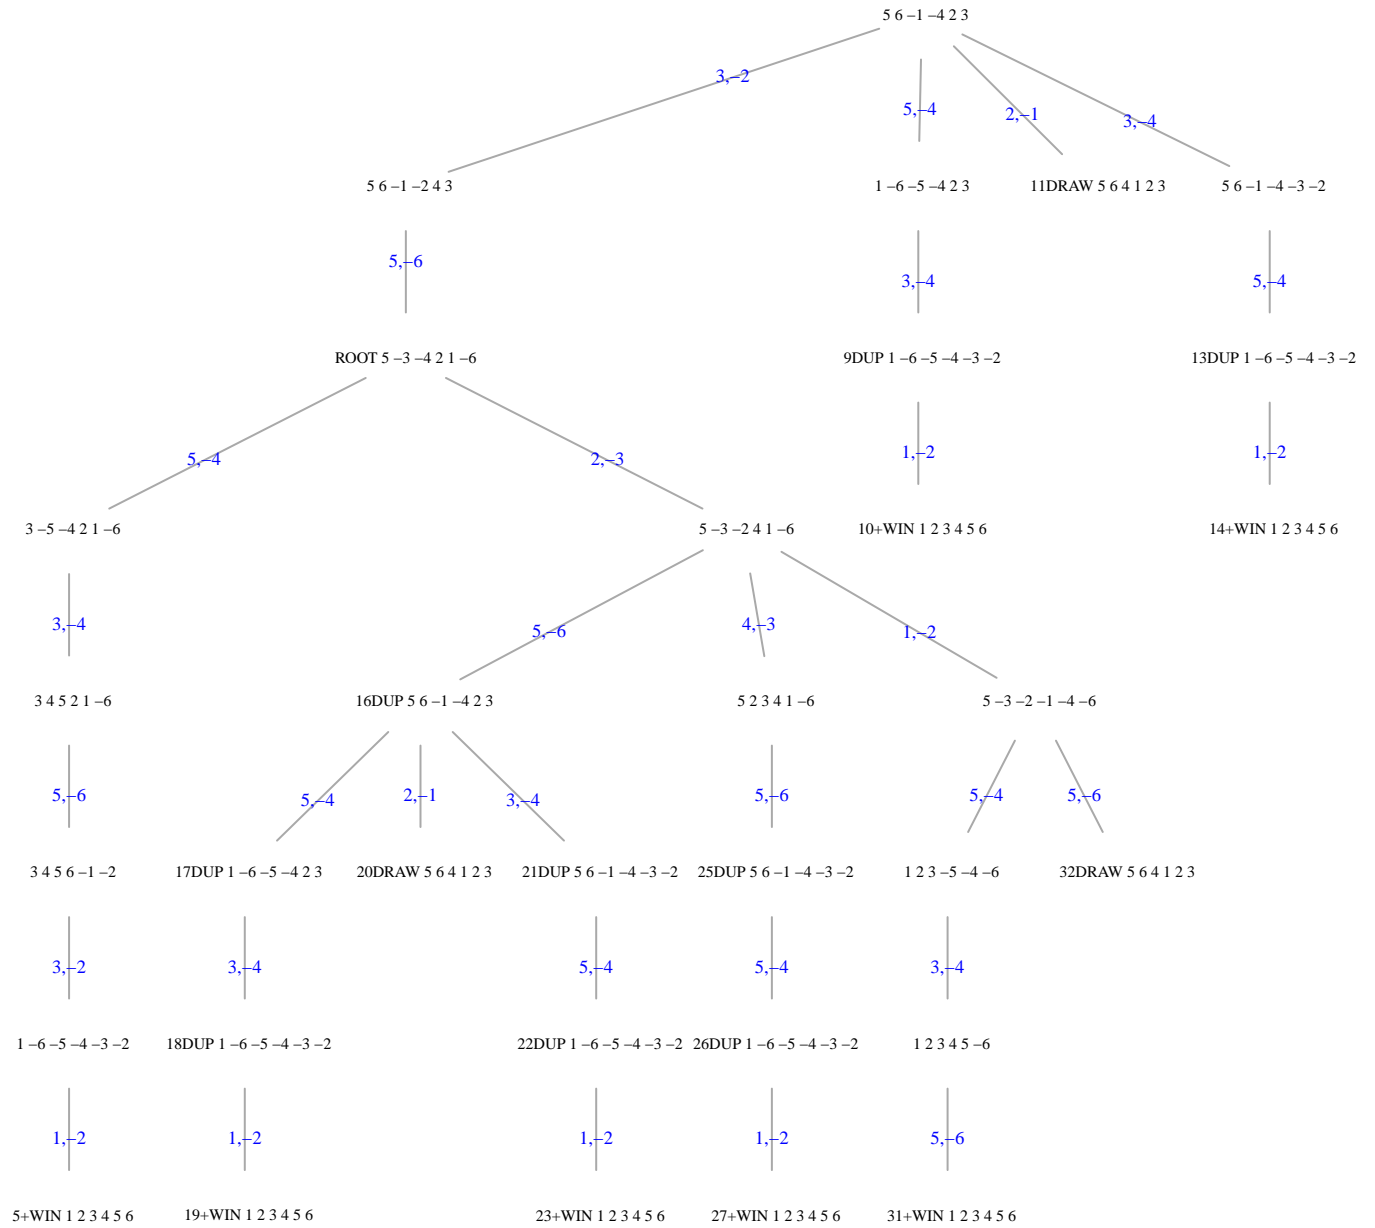 5 6 –1 –4 2 3
3,–2
5,–4
2,–1
3,–4
5 6 –1 –2 4 3
1 –6 –5 –4 2 3
11DRAW 5 6 4 1 2 3
5 6 –1 –4 –3 –2
5,–6
3,–4
5,–4
ROOT 5 –3 –4 2 1 –6
9DUP 1 –6 –5 –4 –3 –2
13DUP 1 –6 –5 –4 –3 –2
5,–4
2,–3
1,–2
1,–2
3 –5 –4 2 1 –6
5 –3 –2 4 1 –6
10+WIN 1 2 3 4 5 6
14+WIN 1 2 3 4 5 6
3,–4
5,–6
4,–3
1,–2
3 4 5 2 1 –6
16DUP 5 6 –1 –4 2 3
5 2 3 4 1 –6
5 –3 –2 –1 –4 –6
5,–6
5,–4
2,–1
3,–4
5,–6
5,–4
5,–6
3 4 5 6 –1 –2
17DUP 1 –6 –5 –4 2 3
20DRAW 5 6 4 1 2 3
21DUP 5 6 –1 –4 –3 –2
25DUP 5 6 –1 –4 –3 –2
1 2 3 –5 –4 –6
32DRAW 5 6 4 1 2 3
3,–2
3,–4
5,–4
5,–4
3,–4
1 –6 –5 –4 –3 –2
18DUP 1 –6 –5 –4 –3 –2
22DUP 1 –6 –5 –4 –3 –2
26DUP 1 –6 –5 –4 –3 –2
1 2 3 4 5 –6
1,–2
1,–2
1,–2
1,–2
5,–6
5+WIN 1 2 3 4 5 6
19+WIN 1 2 3 4 5 6
23+WIN 1 2 3 4 5 6
27+WIN 1 2 3 4 5 6
31+WIN 1 2 3 4 5 6